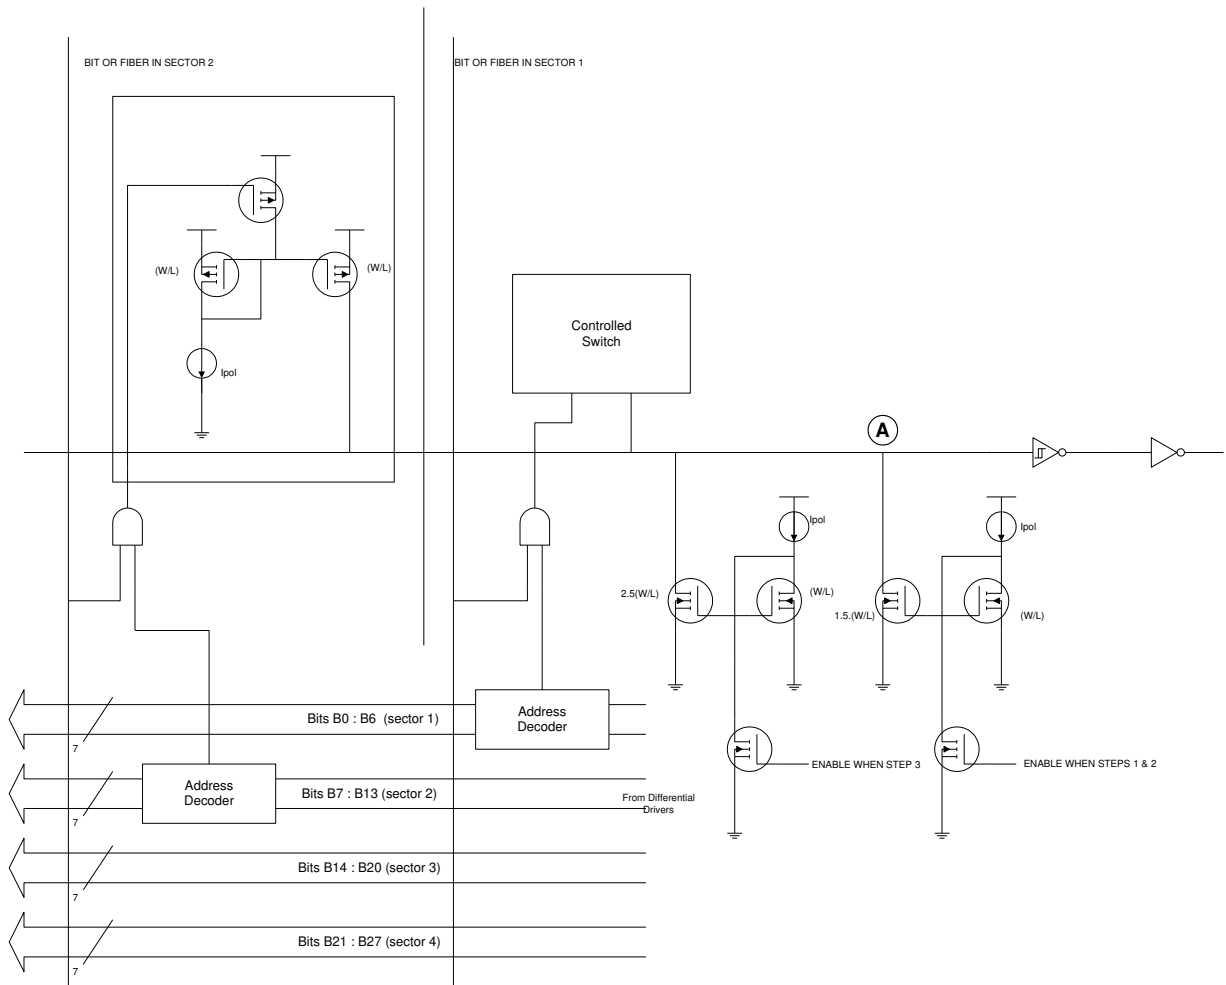 BIT OR FIBER IN SECTOR 2
BIT OR FIBER IN SECTOR 1
(W/L)
(W/L)
Ipol
Controlled
Switch
A
Ipol
Ipol
2.5(W/L)
(W/L)
1.5.(W/L)
(W/L)
Bits B0 : B6 (sector 1)
7
Address
Decoder
ENABLE WHEN STEP 3
ENABLE WHEN STEPS 1 & 2
Address
Decoder
Bits B7 : B13 (sector 2)
7
From Differential
Drivers
Bits B14 : B20 (sector 3)
7
Bits B21 : B27 (sector 4)
7